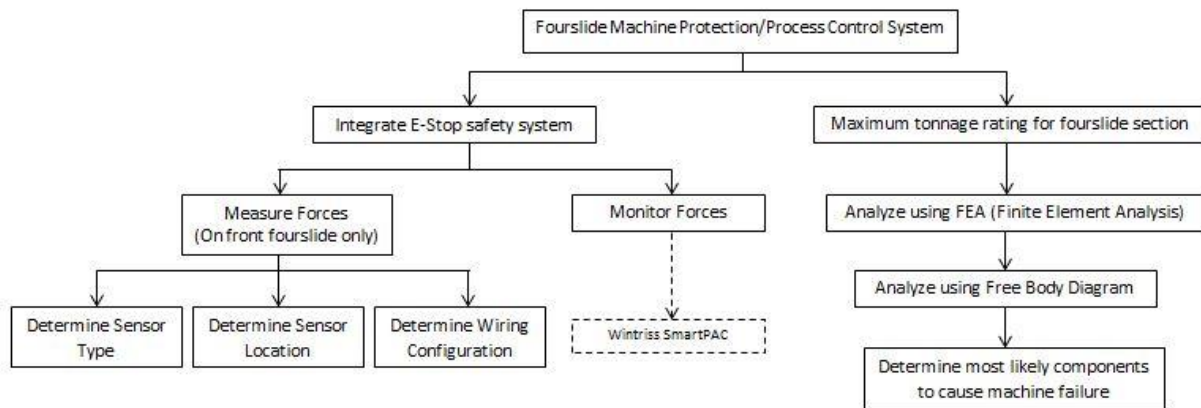 Fourslide Machine Protection/Process Control System
Integrate E-Stop safety system
Maximum tonnage rating for fourslide section
Measure Forces
(On front fourslide only)
Monitor Forces
Analyze using FEA (Finite Element Analysis)
Analyze using Free Body Diagram
Determine Sensor
Type
Determine Sensor
Location
Determine Wiring
Configuration
Wintriss SmartPAC
Determine most likely components
to cause machine failure